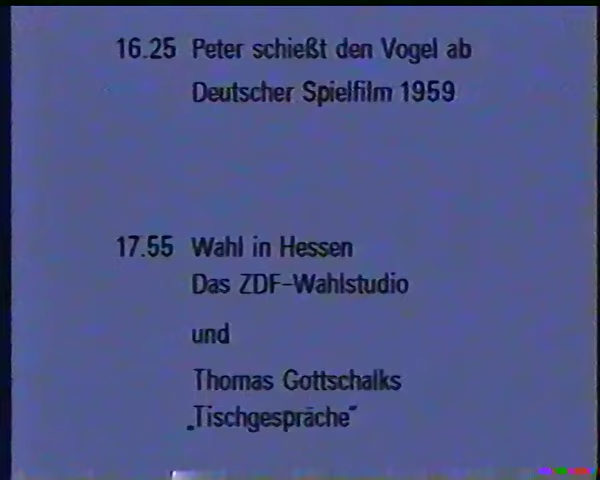 16.25 Peter schießt den Vogel ab
Deutscher Spielfilm 1959
17.55 Wahl in Hessen
Das ZDF-Wahlstudio
und
Thomas Gottschalks
„Tischgespräche"